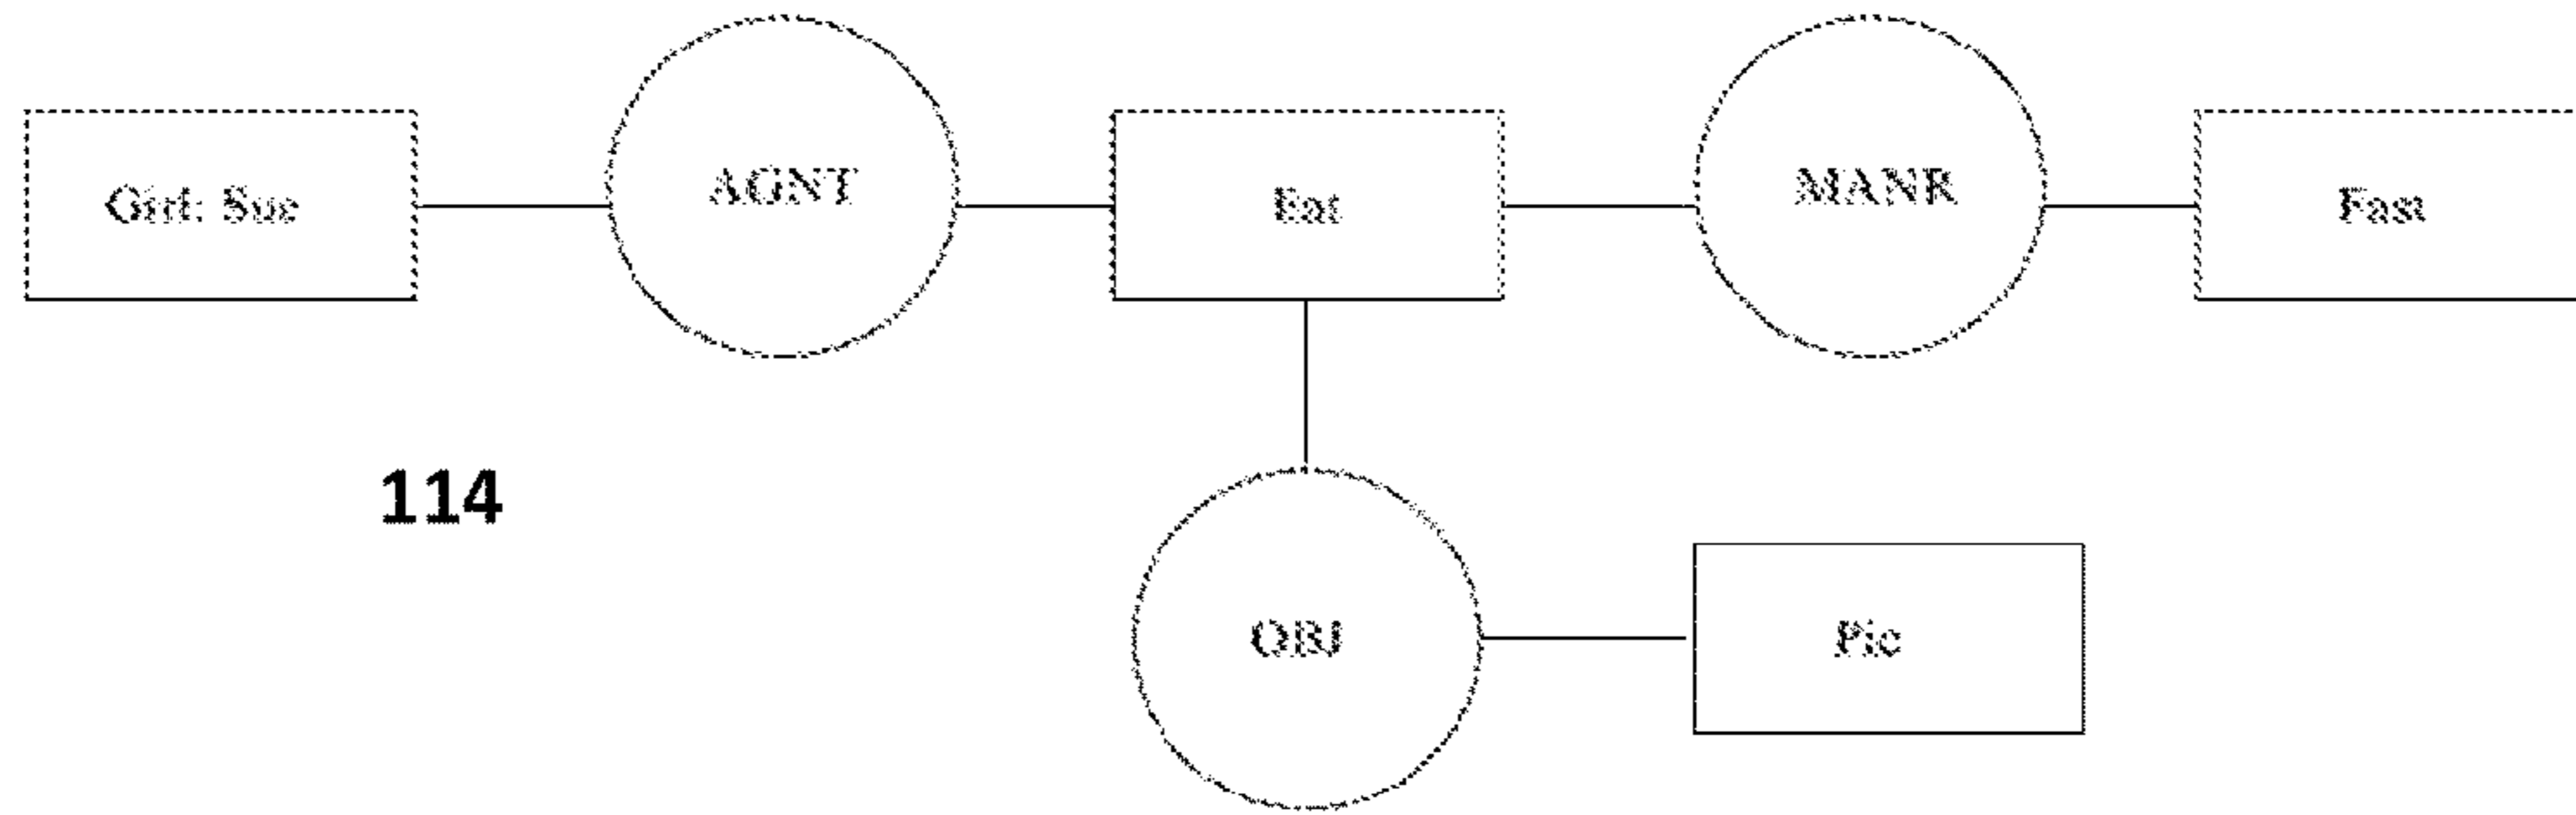 Girl: Sue
AGNT
Eat
MANR
Fast
114
OBJ
Pie